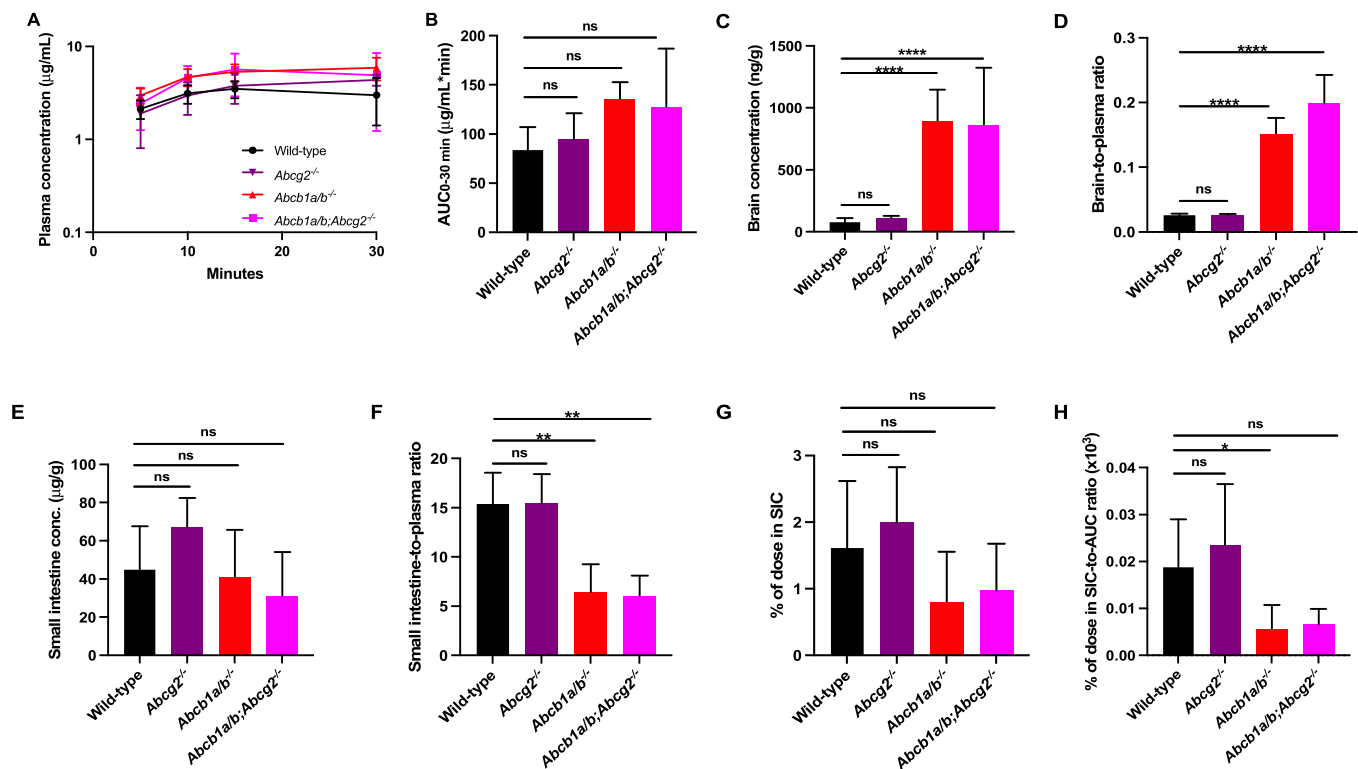 A
Plasma concentration (µg/mL)
10
1
0.1
0
10
20
30
Minutes
Wild-type
Abcg2-/-
Abcb1a/b-/-
Abcb1a/b;Abcg2-/-
B
AUC0-30 min (µg/mL*min)
200
150
100
50
0
ns
ns
ns
Wild-type
Abcg2-/-
Abcb1a/b-/-
Abcb1a/b;Abcg2-/-
C
Brain concentration (ng/g)
1500
1000
500
0
****
****
ns
Wild-type
Abcg2-/-
Abcb1a/b-/-
Abcb1a/b;Abcg2-/-
D
Brain-to-plasma ratio
0.3
0.2
0.1
0.0
****
****
ns
Wild-type
Abcg2-/-
Abcb1a/b-/-
Abcb1a/b;Abcg2-/-
E
Small intestine conc. (µg/g)
100
80
60
40
20
0
ns
ns
ns
Wild-type
Abcg2-/-
Abcb1a/b-/-
Abcb1a/b;Abcg2-/-
F
Small intestine-to-plasma ratio
20
15
10
5
0
**
**
ns
Wild-type
Abcg2-/-
Abcb1a/b-/-
Abcb1a/b;Abcg2-/-
G
% of dose in SIC
3
2
1
0
ns
ns
ns
Wild-type
Abcg2-/-
Abcb1a/b-/-
Abcb1a/b;Abcg2-/-
H
% of dose in SIC-to-AUC ratio (x10³)
0.04
0.03
0.02
0.01
0.00
ns
*
ns
Wild-type
Abcg2-/-
Abcb1a/b-/-
Abcb1a/b;Abcg2-/-